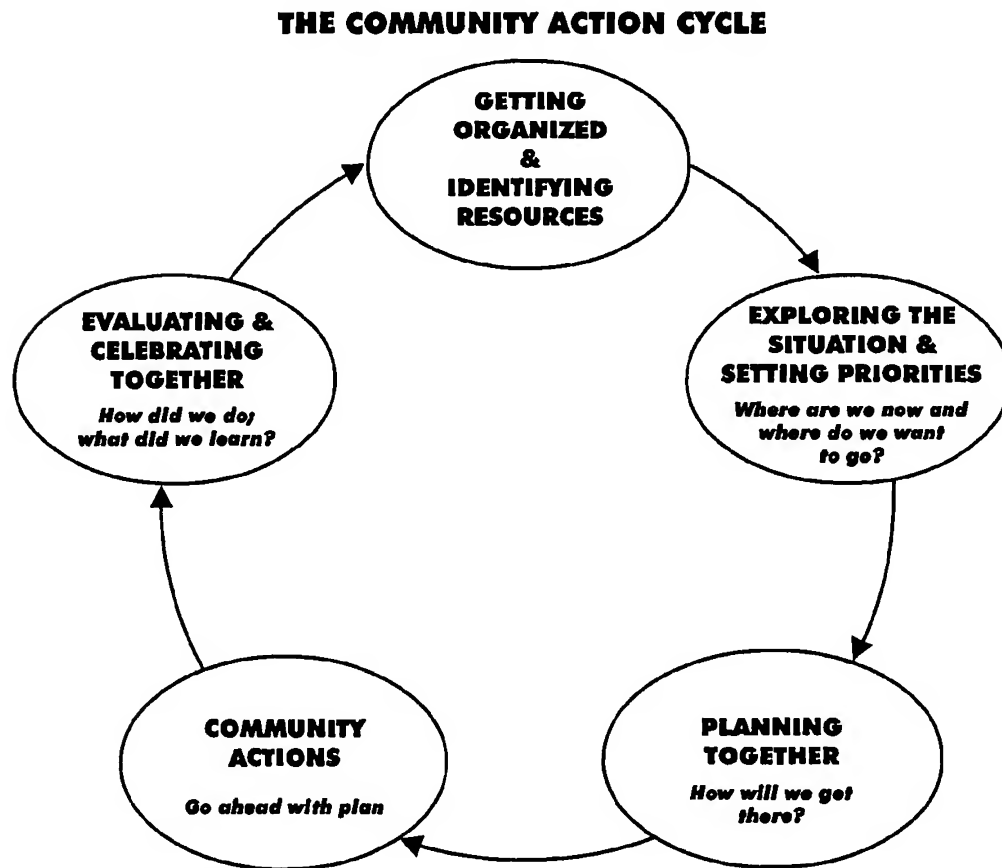 THE COMMUNITY ACTION CYCLE
GETTING
ORGANIZED
&
IDENTIFYING
RESOURCES
EXPLORING THE
SITUATION &
SETTING PRIORITIES
Where are we now and
where do we want
to go?
PLANNING
TOGETHER
How will we get
there?
COMMUNITY
ACTIONS
Go ahead with plan
EVALUATING &
CELEBRATING
TOGETHER
How did we do;
what did we learn?